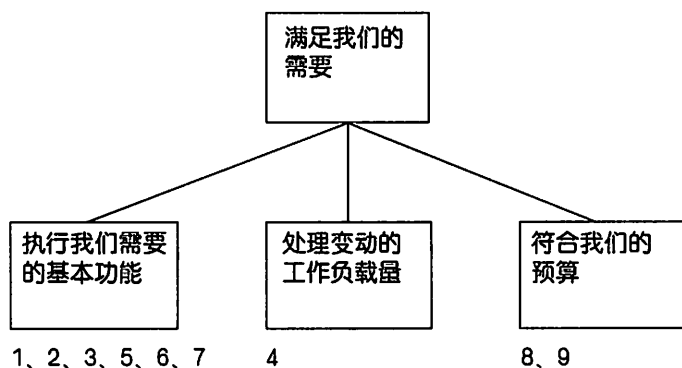 满足我们的
需要
执行我们需要
的基本功能
处理变动的
工作负载量
符合我们的
预算
1、2、3、5、6、7
4
8、9